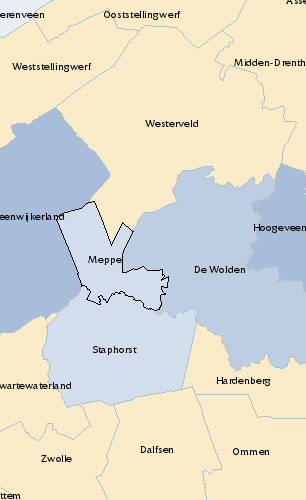 erenveen
Ooststellingwerf
Asse
Weststellingwerf
Midden-Drenth
Westerveld
eenwijkerland
Hoogeveen
Meppel
De Wolden
Staphorst
Hardenberg
wartewaterland
Zwolle
Dalfsen
Ommen
ttem